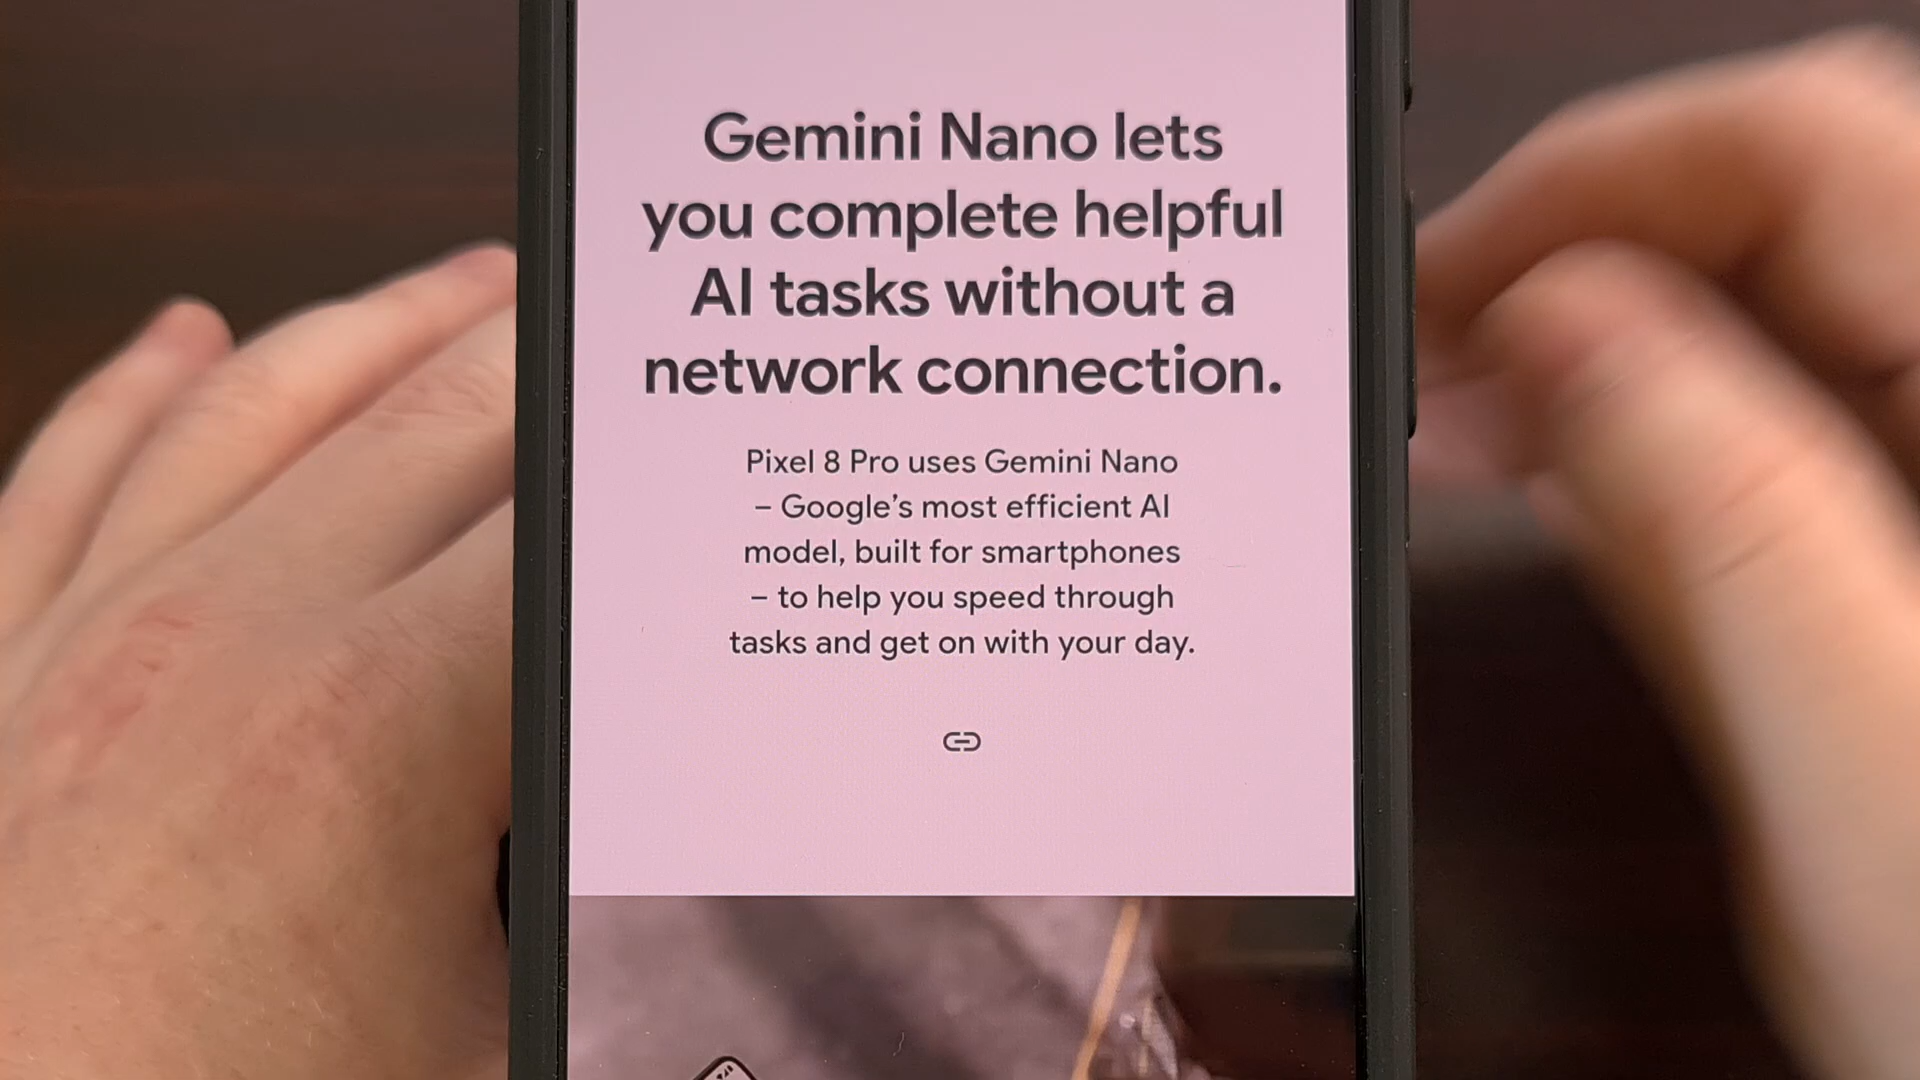 Gemini Nano lets
you complete helpful
AI tasks without a
network connection.
Pixel 8 Pro uses Gemini Nano
– Google’s most efficient AI
model, built for smartphones
– to help you speed through
tasks and get on with your day.